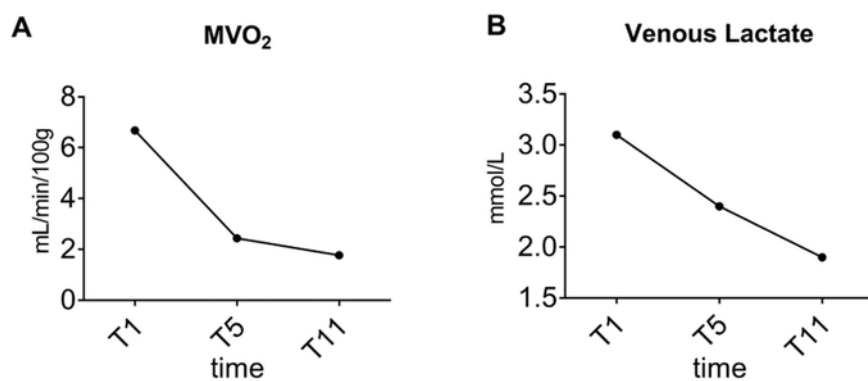 A
MVO₂
mL/min/100g
8
6
4
2
0
T1
T5
T11
time
B
Venous Lactate
mmol/L
3.5
3.0
2.5
2.0
1.5
T1
T5
T11
time